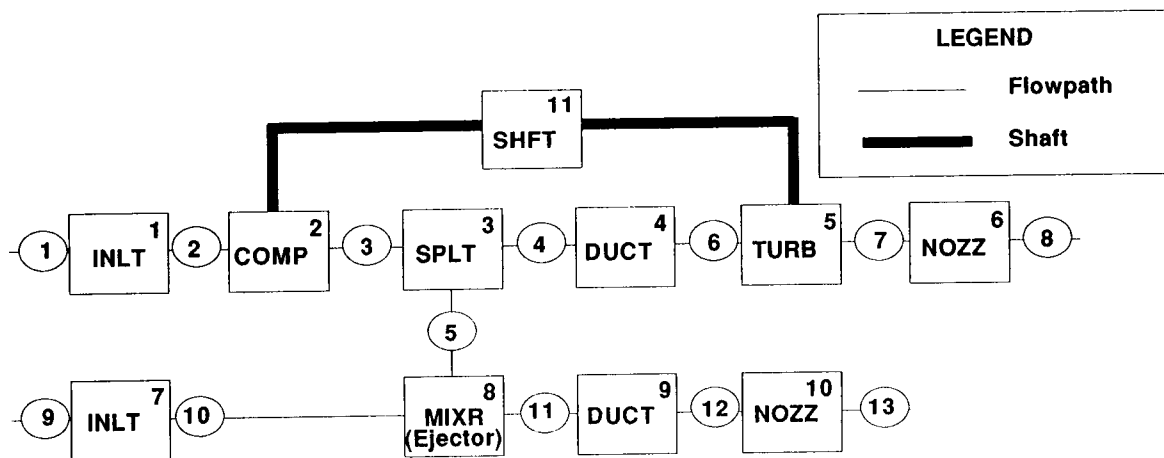 LEGEND
Flowpath
Shaft
11
SHFT
1
INLT
2
COMP
3
SPLT
4
DUCT
5
TURB
6
NOZZ
1
2
3
4
6
7
8
5
7
INLT
8
MIXR
(Ejector)
9
DUCT
10
NOZZ
9
10
11
12
13